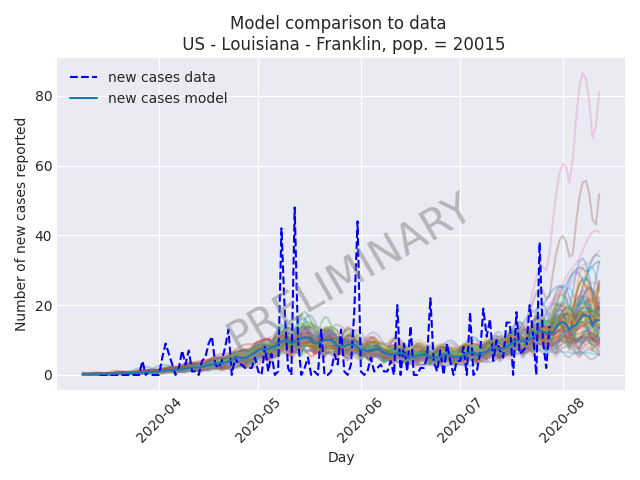 Model comparison to data
US - Louisiana - Franklin, pop. = 20015
new cases data
new cases model
Number of new cases reported
80
60
40
20
0
PRELIMINARY
2020-04
2020-05
2020-06
2020-07
2020-08
Day